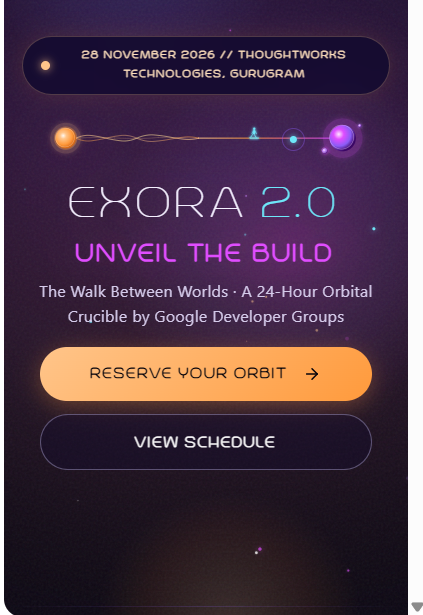 28 NOVEMBER 2026 // THOUGHTWORKS
TECHNOLOGIES, GURUGRAM
EXORA 2.0
UNVEIL THE BUILD
The Walk Between Worlds · A 24-Hour Orbital
Crucible by Google Developer Groups
RESERVE YOUR ORBIT →
VIEW SCHEDULE